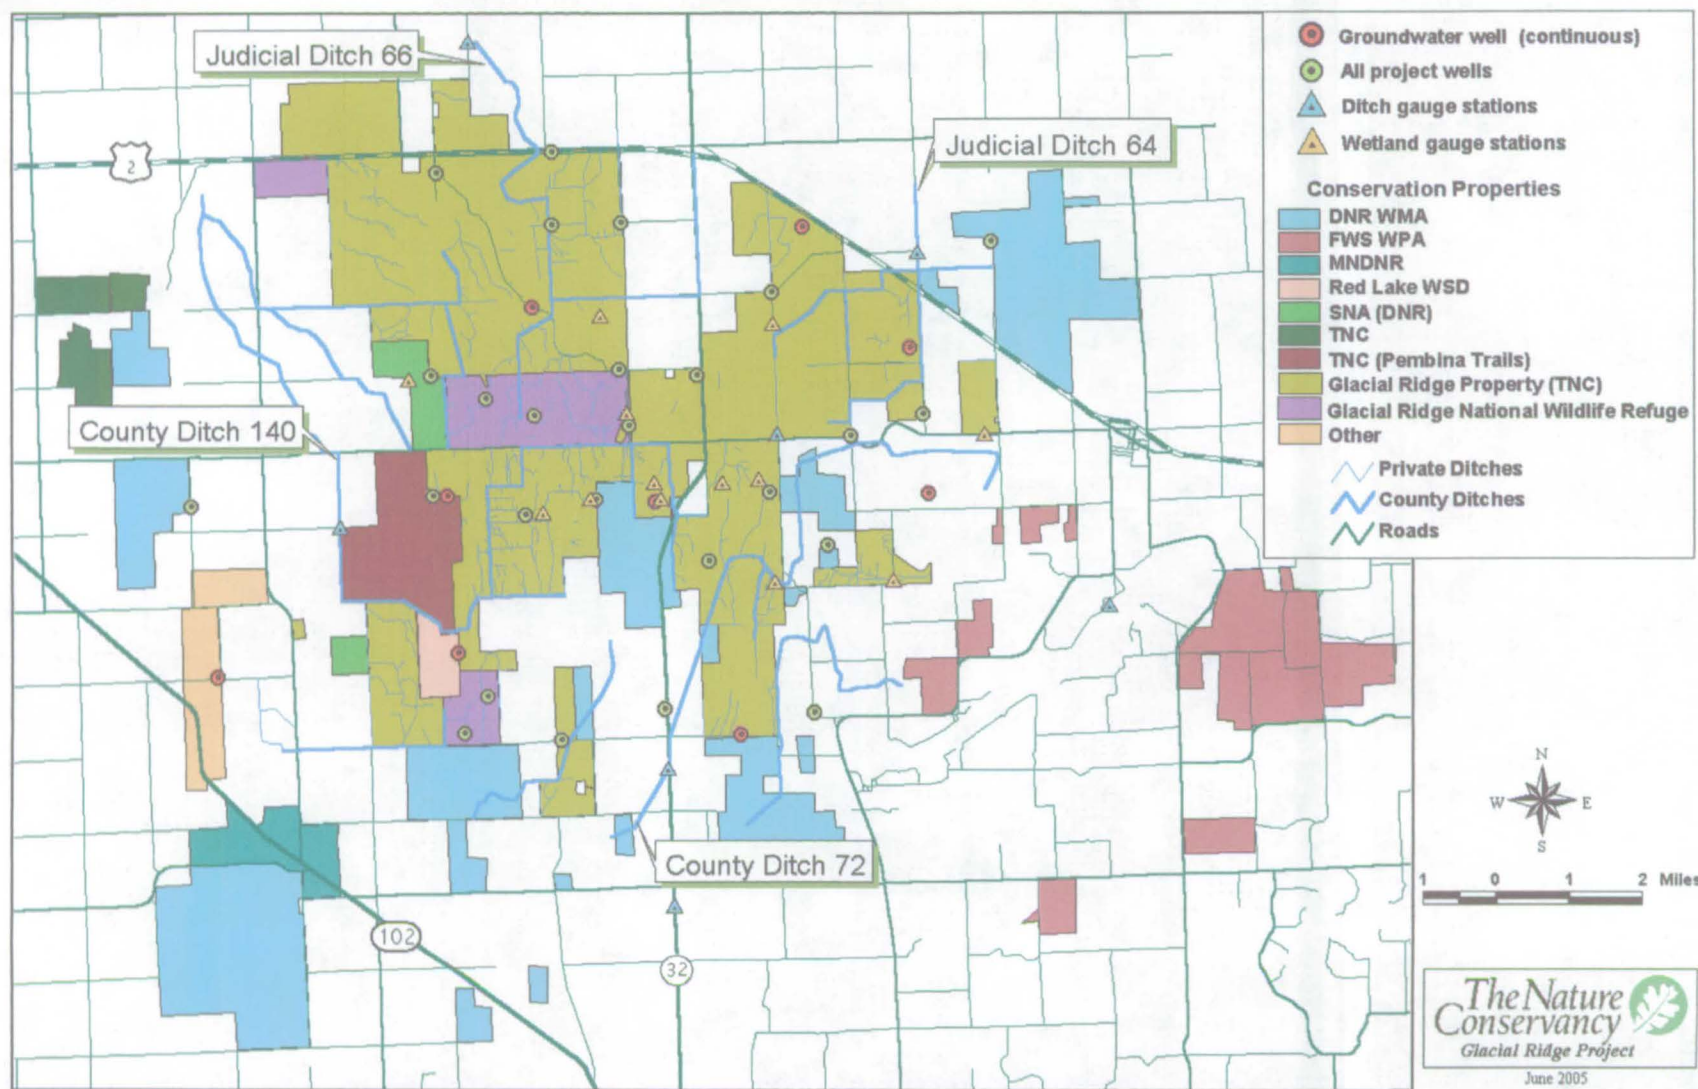 Judicial Ditch 66
2
Judicial Ditch 64
County Ditch 140
County Ditch 72
102
32
Groundwater well (continuous)
All project wells
Ditch gauge stations
Wetland gauge stations
Conservation Properties
DNR WMA
FWS WPA
MNDNR
Red Lake WSD
SNA (DNR)
TNC
TNC (Pembina Trails)
Glacial Ridge Property (TNC)
Glacial Ridge National Wildlife Refuge
Other
Private Ditches
County Ditches
Roads
N
W E
S
1 0 1 2 Miles
The Nature
Conservancy
Glacial Ridge Project
June 2005